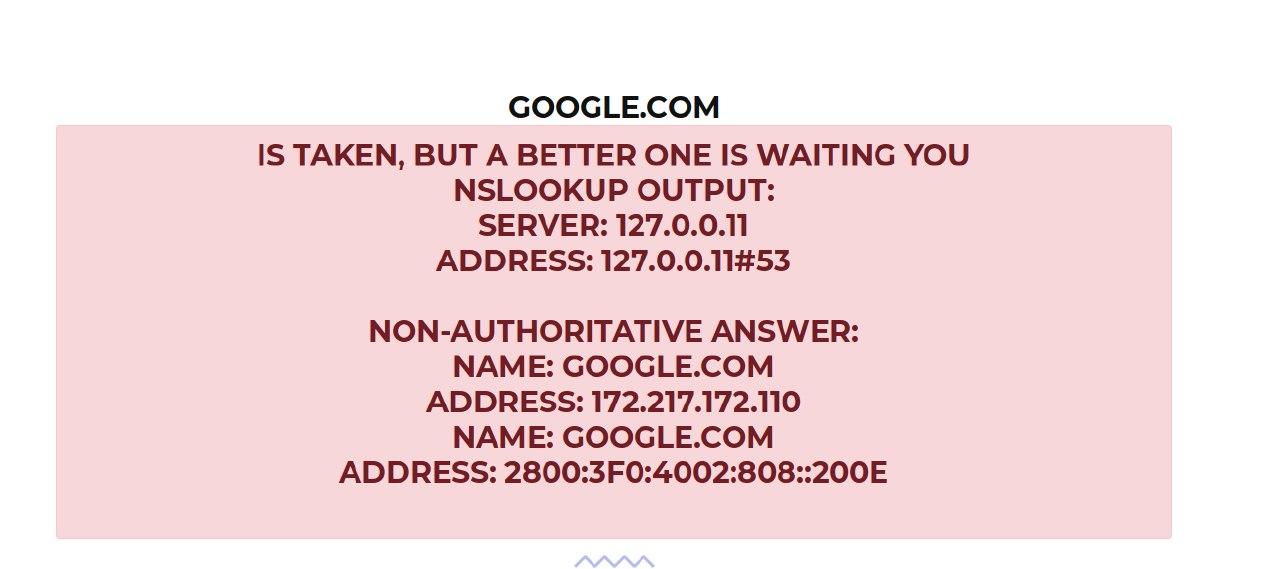 GOOGLE.COM
IS TAKEN, BUT A BETTER ONE IS WAITING YOU
NSLOOKUP OUTPUT:
SERVER: 127.0.0.11
ADDRESS: 127.0.0.11#53
NON-AUTHORITATIVE ANSWER:
NAME: GOOGLE.COM
ADDRESS: 172.217.172.110
NAME: GOOGLE.COM
ADDRESS: 2800:3F0:4002:808::200E